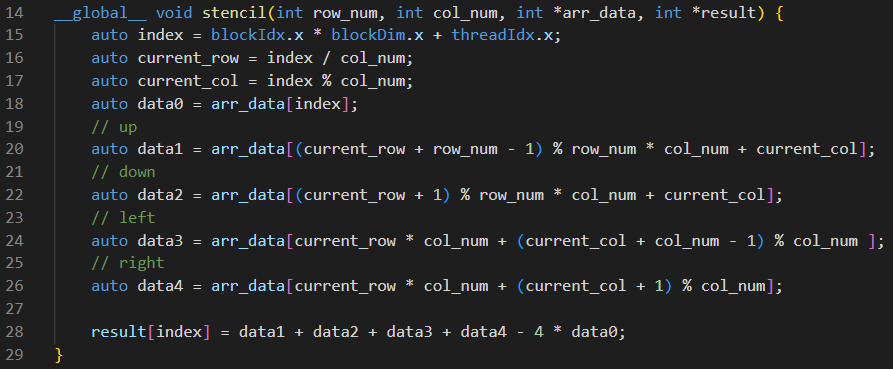 14 __global__ void stencil(int row_num, int col_num, int *arr_data, int *result) {
15     auto index = blockIdx.x * blockDim.x + threadIdx.x;
16     auto current_row = index / col_num;
17     auto current_col = index % col_num;
18     auto data0 = arr_data[index];
19     // up
20     auto data1 = arr_data[(current_row + row_num - 1) % row_num * col_num + current_col];
21     // down
22     auto data2 = arr_data[(current_row + 1) % row_num * col_num + current_col];
23     // left
24     auto data3 = arr_data[current_row * col_num + (current_col + col_num - 1) % col_num ];
25     // right
26     auto data4 = arr_data[current_row * col_num + (current_col + 1) % col_num];
27
28     result[index] = data1 + data2 + data3 + data4 - 4 * data0;
29 }